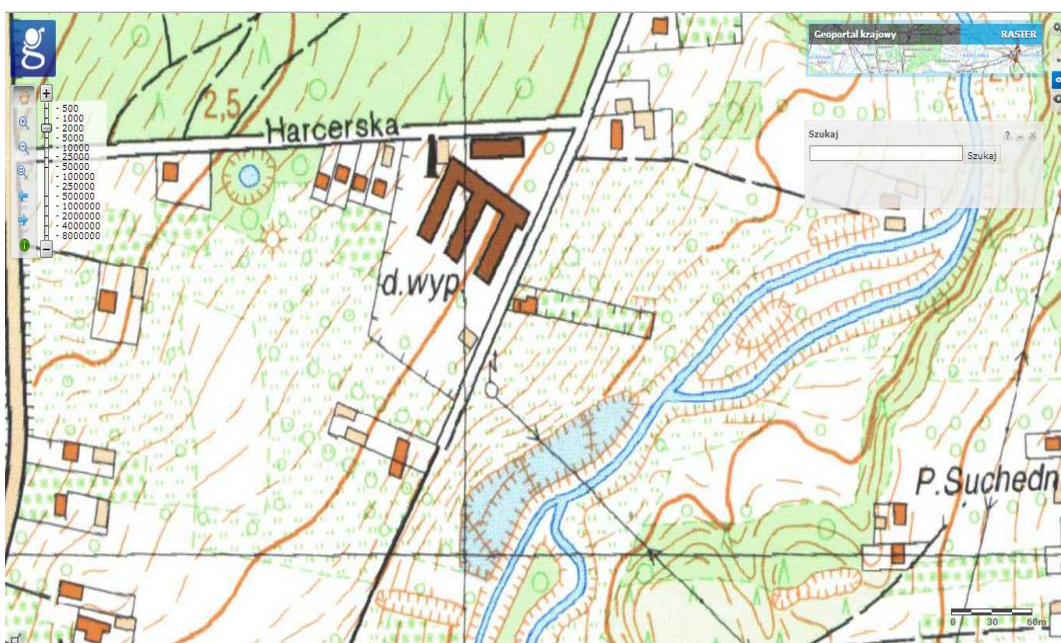 g
Geoportal krajowy
RASTER
- 500
- 1000
- 2000
- 5000
- 10000
- 25000
- 50000
- 100000
- 250000
- 500000
- 1000000
- 2000000
- 4000000
- 8000000
2,5
Harcerska
Szukaj
? _ x
Szukaj
d.wyp.
P.Suchedn
0 30 60m